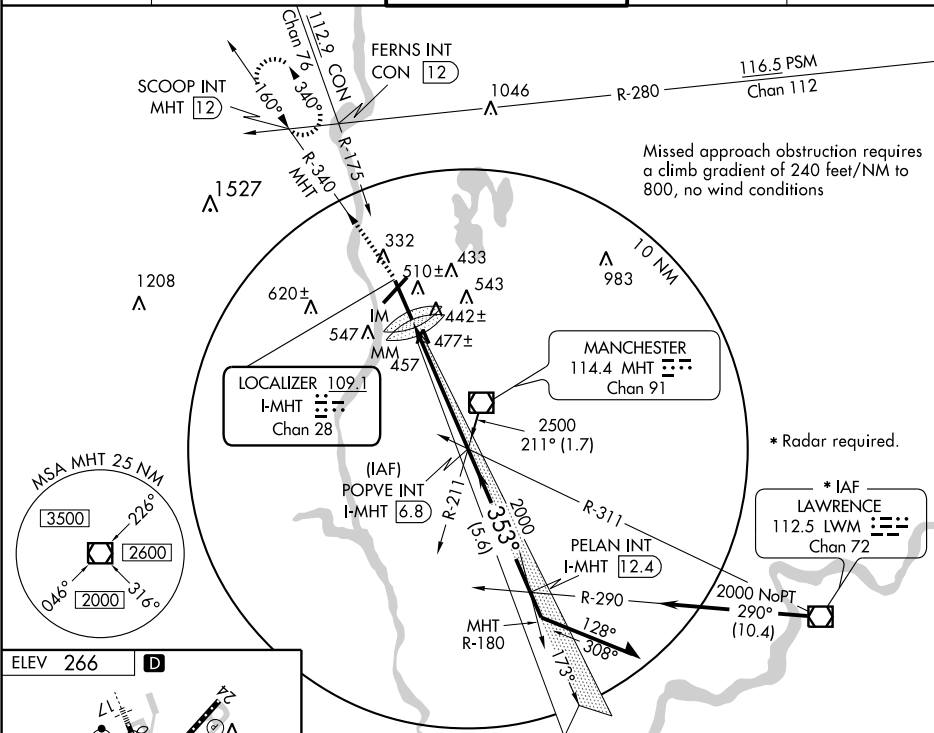 112.9 CON
Chan 76
FERNS INT
CON 12
116.5 PSM
Chan 112
SCOOP INT
MHT 12
160°
340°
1046
R-280
R-175
R-340
MHT
Missed approach obstruction requires
a climb gradient of 240 feet/NM to
800, no wind conditions
1527
10 NM
332
433
510±
983
1208
620±
543
IM
442±
547
477±
MM
457
MANCHESTER
114.4 MHT
Chan 91
LOCALIZER 109.1
I-MHT
Chan 28
2500
211° (1.7)
* Radar required.
MSA MHT 25 NM
(IAF)
POPVE INT
I-MHT 6.8
R-211
2000
353°
(5.6)
R-311
* IAF
LAWRENCE
112.5 LWM
Chan 72
3500
226°
2600
046°
2000
316°
PELAN INT
I-MHT 12.4
R-290
2000 NoPT
290°
(10.4)
MHT
R-180
128°
308°
173°
ELEV 266
D
17
24